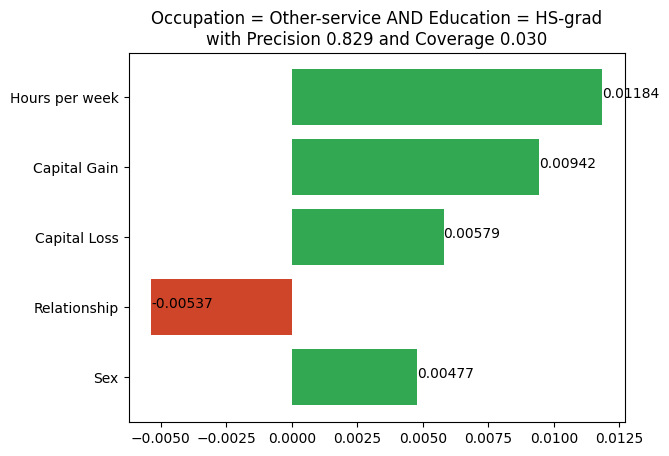 Occupation = Other-service AND Education = HS-grad
with Precision 0.829 and Coverage 0.030
Hours per week
0.01184
Capital Gain
0.00942
Capital Loss
0.00579
Relationship
-0.00537
Sex
0.00477
−0.0050 −0.0025 0.0000 0.0025 0.0050 0.0075 0.0100 0.0125